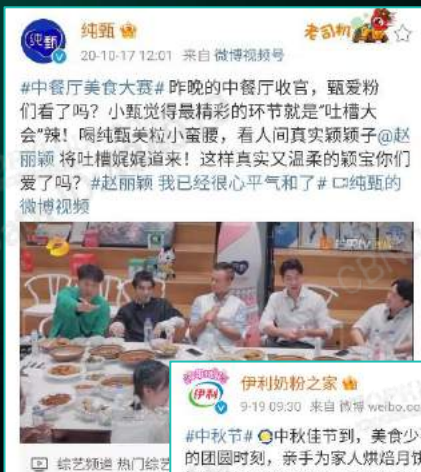 纯甄
老司机
纯甄
20-10-17 12:01 来自 微博视频号
#中餐厅美食大赛# 昨晚的中餐厅收官，甄爱粉
们看了吗？小甄觉得最精彩的环节就是“吐槽大
会”辣！喝纯甄美粒小蛮腰，看人间真实颖颖子@赵
丽颖 将吐槽娓娓道来！这样真实又温柔的颖宝你们
爱了吗？#赵丽颖 我已经很心平气和了# 纯甄的
微博视频
综艺频道 热门综艺
伊利
伊利奶粉之家
9-19 09:30 来自 微博 weibo.co
#中秋节# 中秋佳节到，美食少
的团圆时刻，亲手为家人烘焙月饼